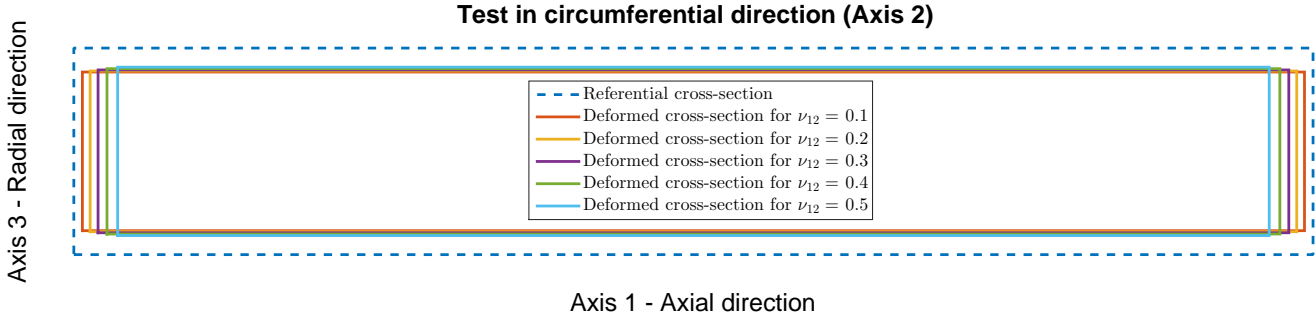 Test in circumferential direction (Axis 2)
Axis 3 - Radial direction
Referential cross-section
Deformed cross-section for ν₁₂ = 0.1
Deformed cross-section for ν₁₂ = 0.2
Deformed cross-section for ν₁₂ = 0.3
Deformed cross-section for ν₁₂ = 0.4
Deformed cross-section for ν₁₂ = 0.5
Axis 1 - Axial direction